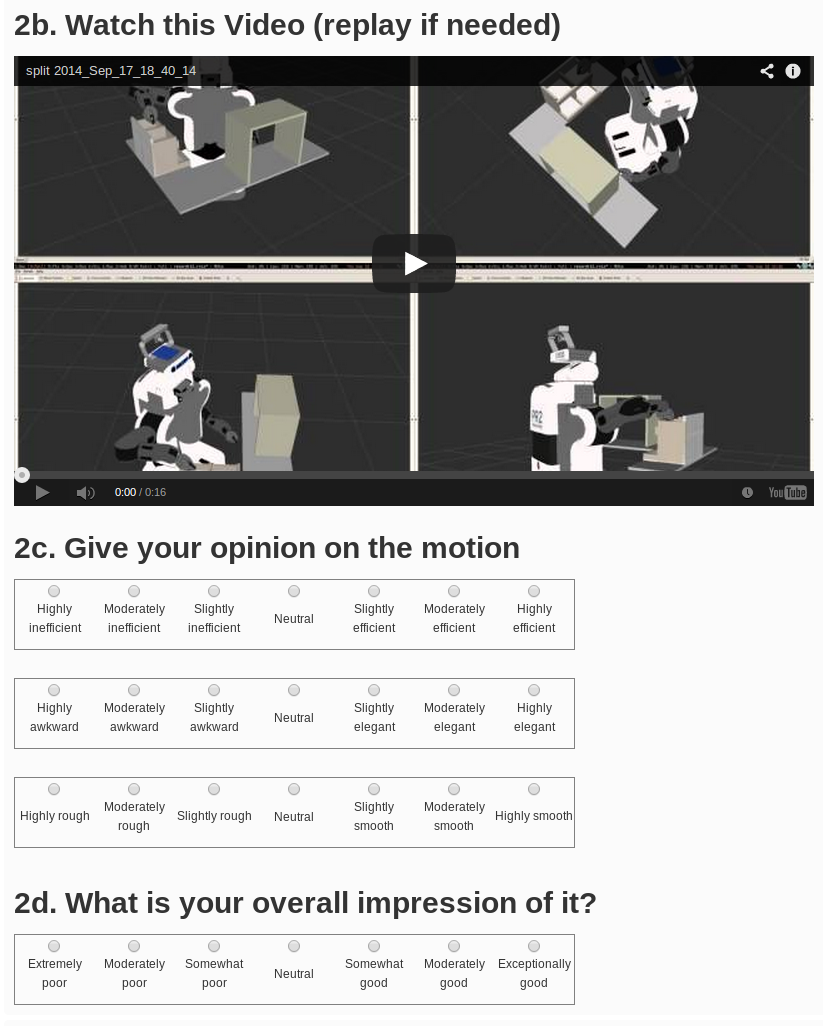 2b. Watch this Video (replay if needed)
split 2014_Sep_17_18_40_14
PR2
0:00 / 0:16
YouTube
2c. Give your opinion on the motion
Highly inefficient Moderately inefficient Slightly inefficient Neutral Slightly efficient Moderately efficient Highly efficient
Highly awkward Moderately awkward Slightly awkward Neutral Slightly elegant Moderately elegant Highly elegant
Highly rough Moderately rough Slightly rough Neutral Slightly smooth Moderately smooth Highly smooth
2d. What is your overall impression of it?
Extremely poor Moderately poor Somewhat poor Neutral Somewhat good Moderately good Exceptionally good